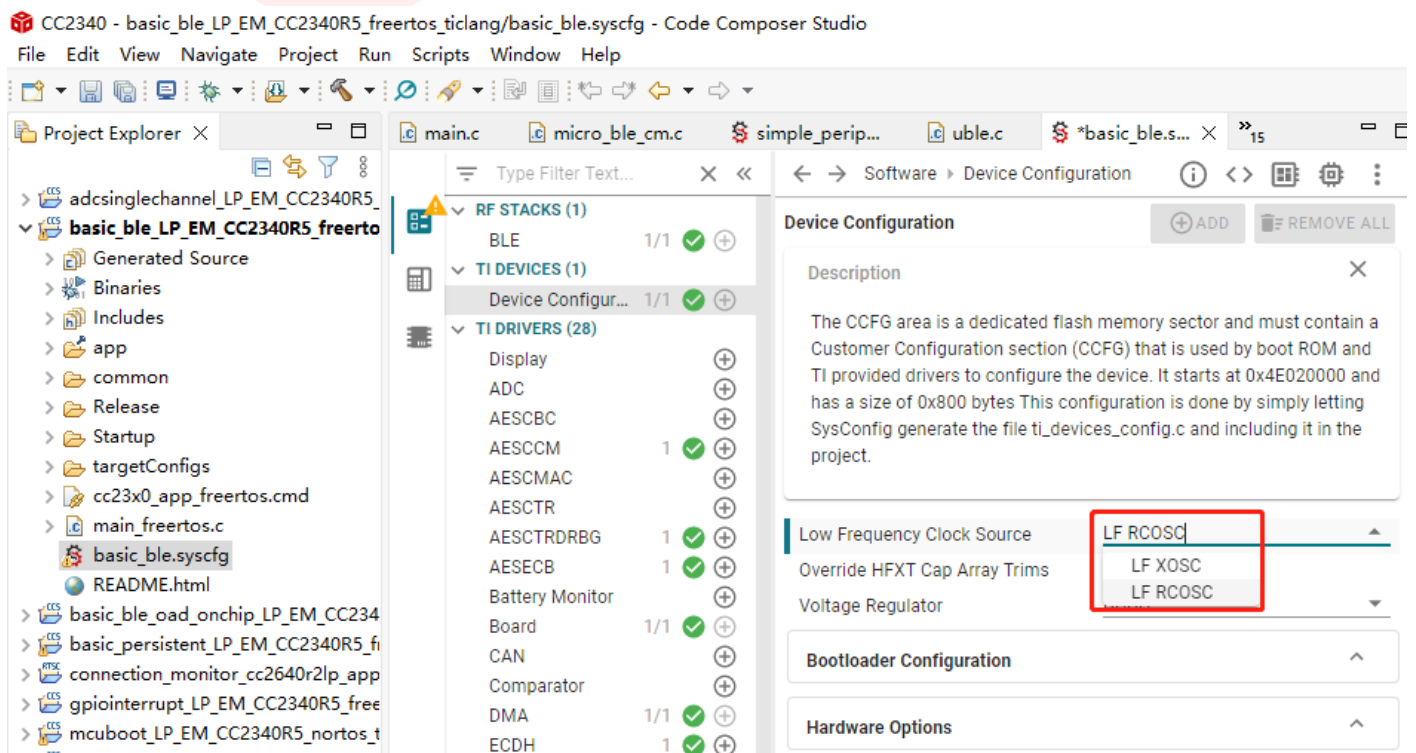 CC2340 - basic_ble_LP_EM_CC2340R5_freertos_ticlang/basic_ble.syscfg - Code Composer Studio
File Edit View Navigate Project Run Scripts Window Help
Project Explorer
adcsinglechannel_LP_EM_CC2340R5_
basic_ble_LP_EM_CC2340R5_freerto
Generated Source
Binaries
Includes
app
common
Release
Startup
targetConfigs
cc23x0_app_freertos.cmd
main_freertos.c
basic_ble.syscfg
README.html
basic_ble_oad_onchip_LP_EM_CC234
basic_persistent_LP_EM_CC2340R5_f
connection_monitor_cc2640r2lp_app
gpiointerrupt_LP_EM_CC2340R5_free
mcuboot_LP_EM_CC2340R5_nortos_t
main.c micro_ble_cm.c simple_perip... uble.c *basic_ble.s... 15
Type Filter Text...
RF STACKS (1)
BLE 1/1
TI DEVICES (1)
Device Configur... 1/1
TI DRIVERS (28)
Display
ADC
AESCBC
AESCCM 1
AESCMAC
AESCTR
AESCTRDRBG 1
AESECB 1
Battery Monitor
Board 1/1
CAN
Comparator
DMA 1/1
ECDH 1
Software Device Configuration
Device Configuration ADD REMOVE ALL
Description
The CCFG area is a dedicated flash memory sector and must contain a
Customer Configuration section (CCFG) that is used by boot ROM and
TI provided drivers to configure the device. It starts at 0x4E020000 and
has a size of 0x800 bytes This configuration is done by simply letting
SysConfig generate the file ti_devices_config.c and including it in the
project.
Low Frequency Clock Source LF RCOSC
LF XOSC
Override HFXT Cap Array Trims
LF RCOSC
Voltage Regulator
Bootloader Configuration
Hardware Options